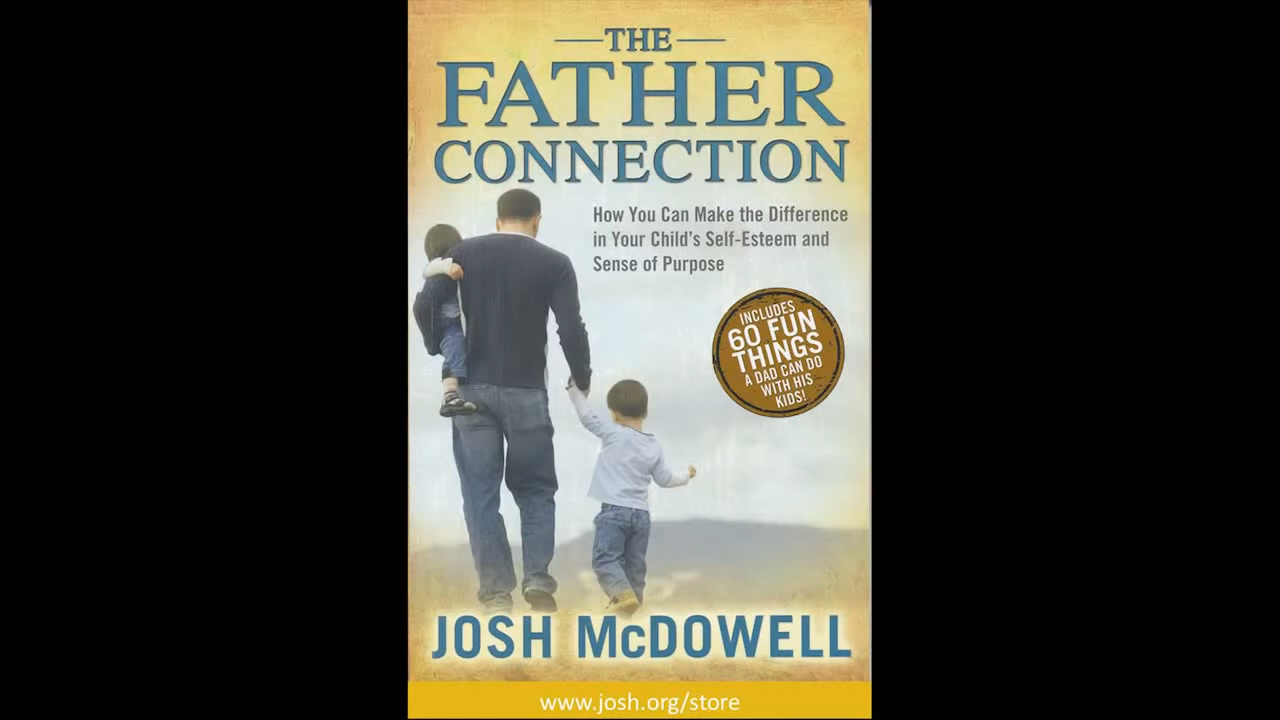 THE
FATHER
CONNECTION
How You Can Make the Difference
in Your Child's Self-Esteem and
Sense of Purpose
INCLUDES
60 FUN
THINGS
A DAD CAN DO
WITH HIS
KIDS!
JOSH McDOWELL
www.josh.org/store